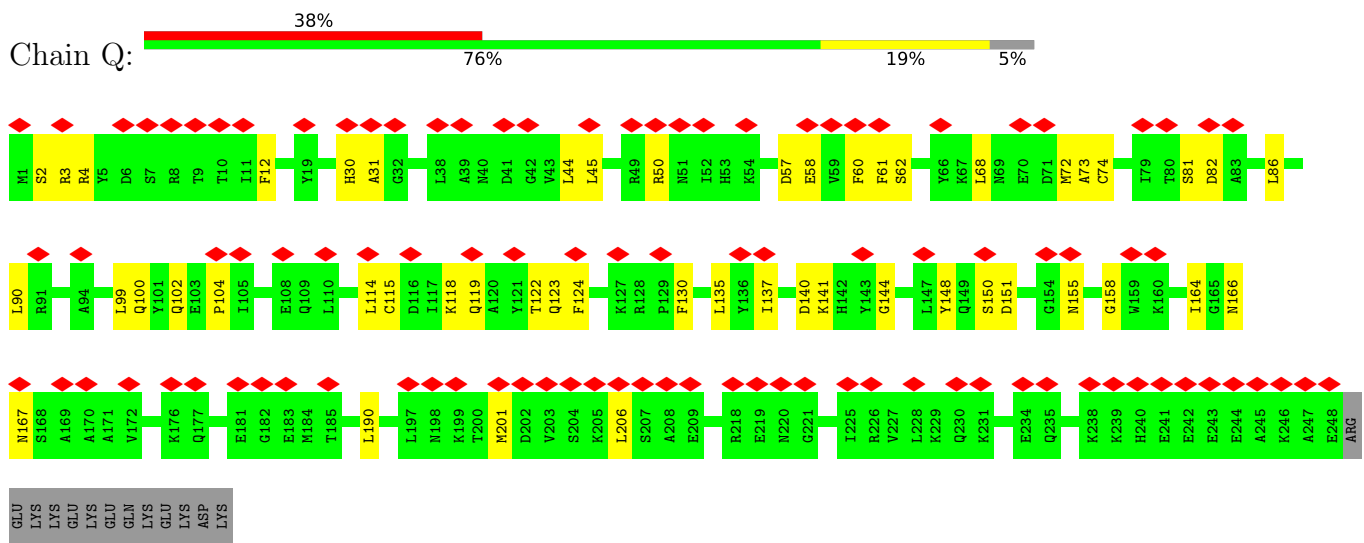 38%
Chain Q:
76% 19% 5%
M1 S2 R3 R4 Y5 D6 S7 R8 T9 T10 I11 F12 Y19 H30 A31 G32 L38 A39 N40 D41 G42 V43 L44 L45 R49 R50 N51 I52 H53 K54 D57 E58 V59 F60 F61 S62 Y66 K67 L68 N69 E70 D71 M72 A73 C74 I79 T80 S81 D82 A83 L86
L90 R91 A94 L99 Q100 Y101 Q102 E103 P104 I105 E108 Q109 L110 L114 C115 D116 I117 K118 Q119 A120 Y121 T122 Q123 F124 K127 R128 P129 F130 L135 Y136 I137 D140 K141 H142 Y143 G144 L147 Y148 Q149 S150 D151 G154 N155 G158 W159 K160 I164 G165 N166
N167 S168 A169 A170 A171 V172 K176 Q177 E181 G182 E183 M184 T185 L190 L197 N198 K199 T200 M201 D202 V203 S204 K205 L206 S207 A208 E209 R218 E219 N220 G221 I225 R226 V227 L228 K229 Q230 K231 E234 Q235 K238 K239 H240 E241 E242 E243 E244 A245 K246 A247 E248 ARG
GLU LYS LYS GLU LYS GLU GLN LYS GLU LYS ASP LYS